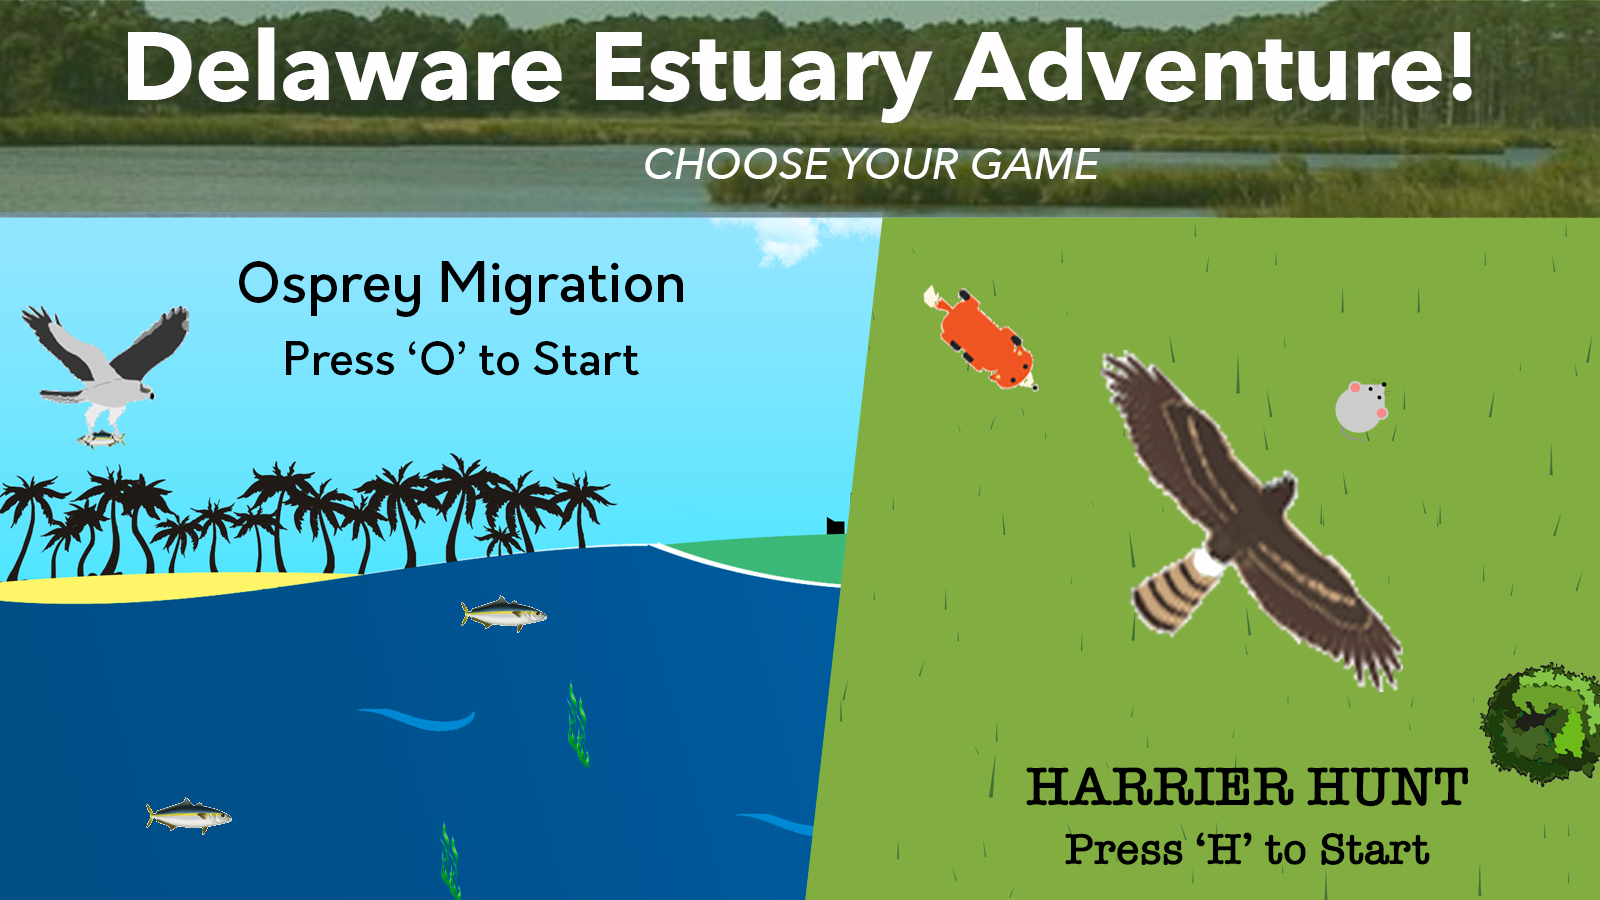 Delaware Estuary Adventure!
CHOOSE YOUR GAME
Osprey Migration
Press ‘O’ to Start
HARRIER HUNT
Press ‘H’ to Start